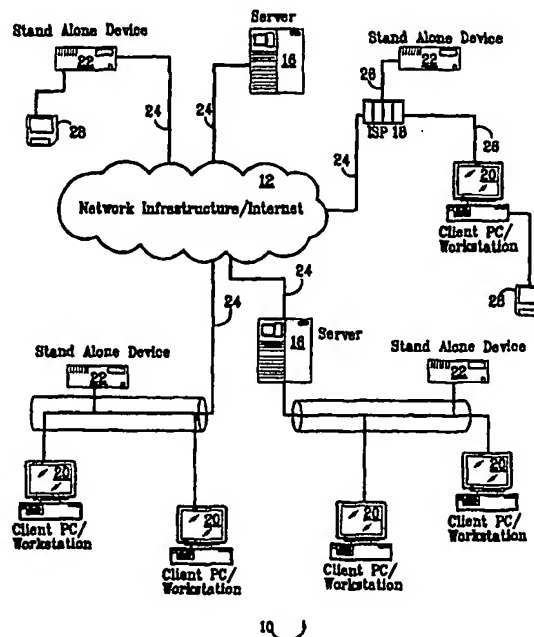 Server
Stand Alone Device
Stand Alone Device
22
16
22
28
26
24
24
ISP 18
26
24
12
20
Network Infrastructure/Internet
Client PC/
Workstation
24
24
28
Stand Alone Device
16
Server
Stand Alone Device
22
22
20
20
20
20
Client PC/
Workstation
Client PC/
Workstation
Client PC/
Workstation
Client PC/
Workstation
10